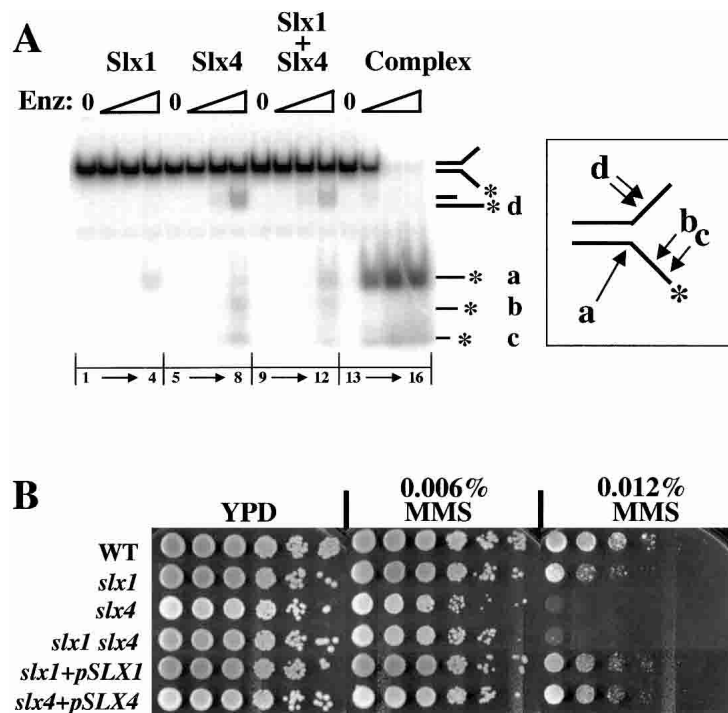 A
Slx1
Slx4
Slx1
+
Slx4
Complex
Enz: 0 0 0 0
* d
* a
* b
* c
1 → 4 5 → 8 9 → 12 13 → 16
d
b
c
*
a
B
YPD
0.006%
MMS
0.012%
MMS
WT
slx1
slx4
slx1 slx4
slx1+pSLX1
slx4+pSLX4